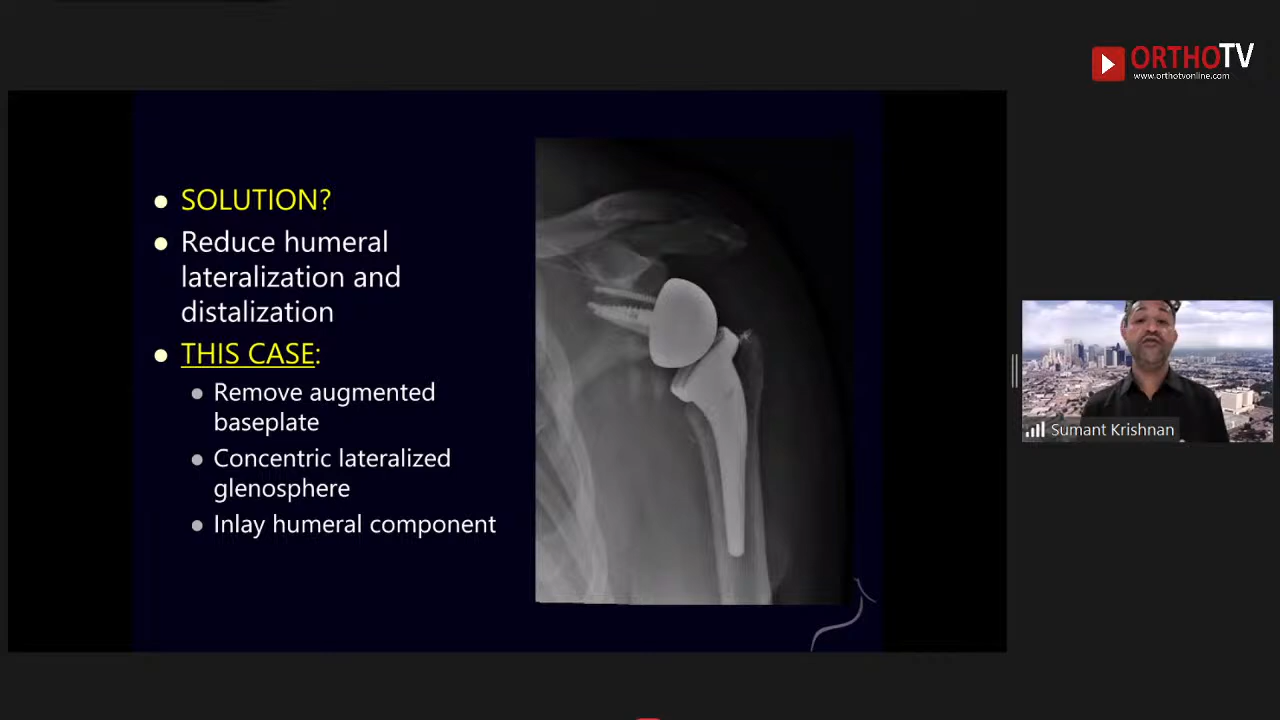 ORTHOTV
www.orthotvonline.com
SOLUTION?
Reduce humeral
lateralization and
distalization
THIS CASE:
Remove augmented
baseplate
Concentric lateralized
glenosphere
Inlay humeral component
Sumant Krishnan